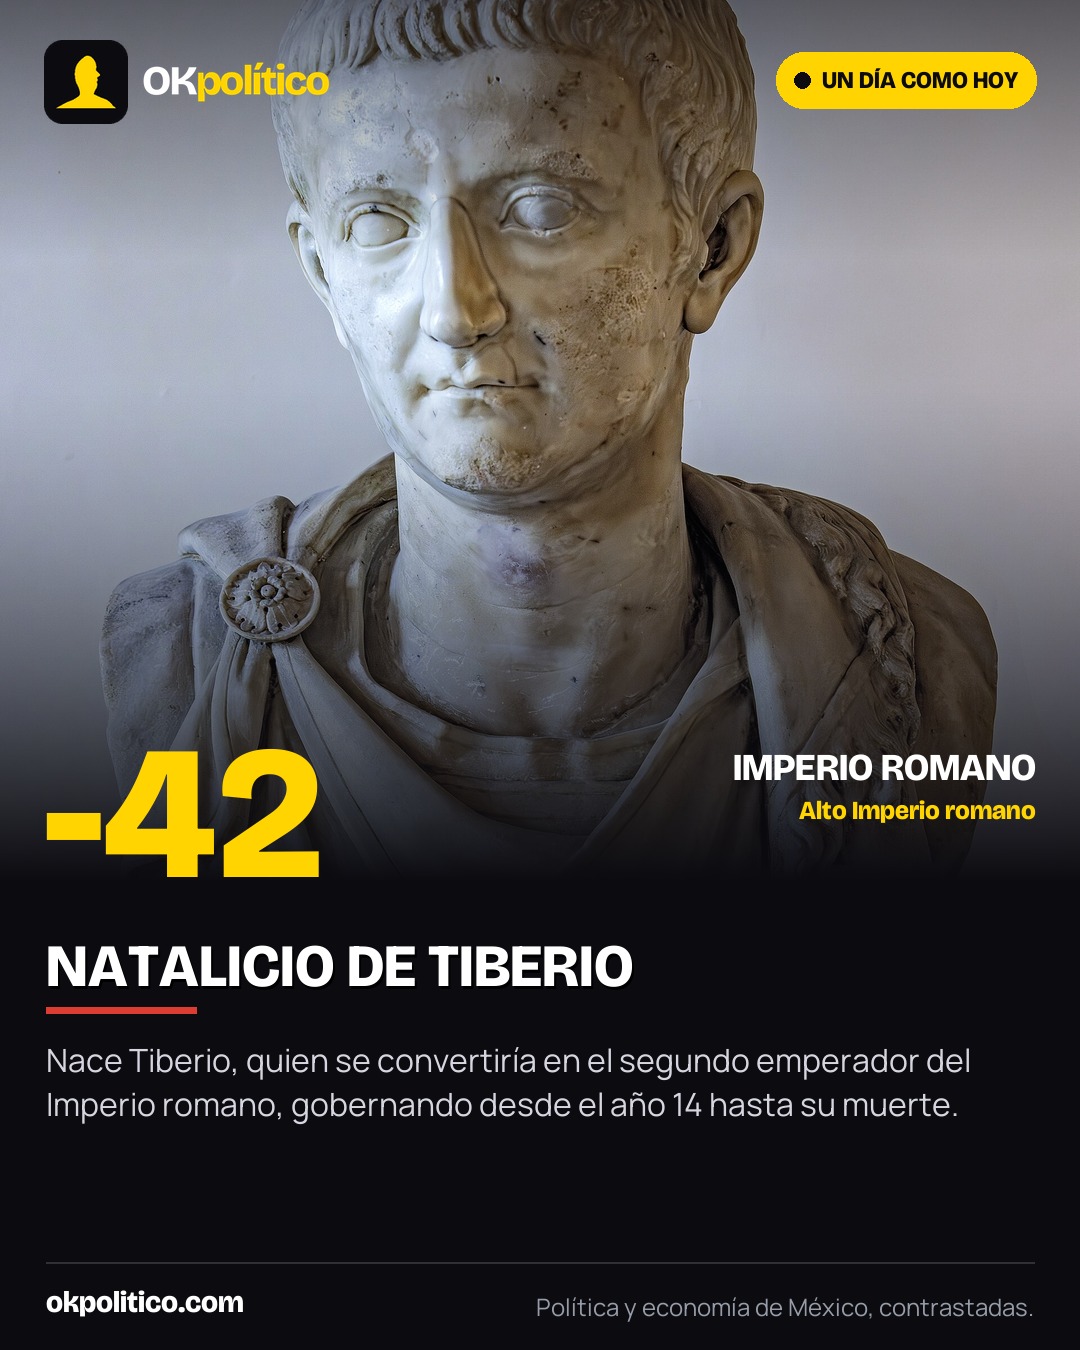 OKpolítico
UN DÍA COMO HOY
-42
IMPERIO ROMANO
Alto Imperio romano
NATALICIO DE TIBERIO
Nace Tiberio, quien se convertiría en el segundo emperador del
Imperio romano, gobernando desde el año 14 hasta su muerte.
okpolitico.com
Política y economía de México, contrastadas.